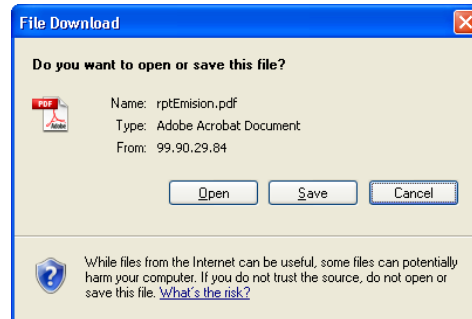 File Download
Do you want to open or save this file?
PDF
Adobe
Name: rptEmision.pdf
Type: Adobe Acrobat Document
From: 99.90.29.84
Open Save Cancel
While files from the Internet can be useful, some files can potentially
harm your computer. If you do not trust the source, do not open or
save this file. What's the risk?